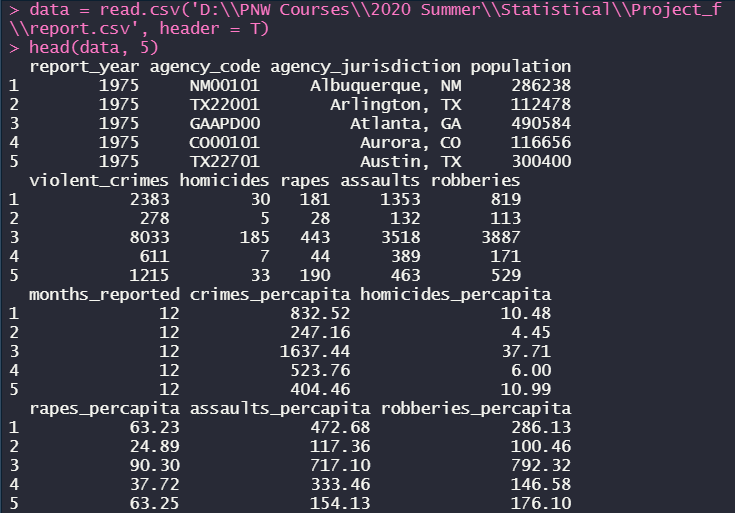 > data = read.csv('D:\\PNW Courses\\2020 Summer\\Statistical\\Project_f
\\report.csv', header = T)
> head(data, 5)
  report_year agency_code agency_jurisdiction population
1        1975     NM00101     Albuquerque, NM     286238
2        1975     TX22001       Arlington, TX     112478
3        1975     GAAPD00         Atlanta, GA     490584
4        1975     CO00101          Aurora, CO     116656
5        1975     TX22701          Austin, TX     300400
  violent_crimes homicides rapes assaults robberies
1           2383        30   181     1353       819
2            278         5    28      132       113
3           8033       185   443     3518      3887
4            611         7    44      389       171
5           1215        33   190      463       529
  months_reported crimes_percapita homicides_percapita
1              12           832.52               10.48
2              12           247.16                4.45
3              12          1637.44               37.71
4              12           523.76                6.00
5              12           404.46               10.99
  rapes_percapita assaults_percapita robberies_percapita
1           63.23             472.68              286.13
2           24.89             117.36              100.46
3           90.30             717.10              792.32
4           37.72             333.46              146.58
5           63.25             154.13              176.10